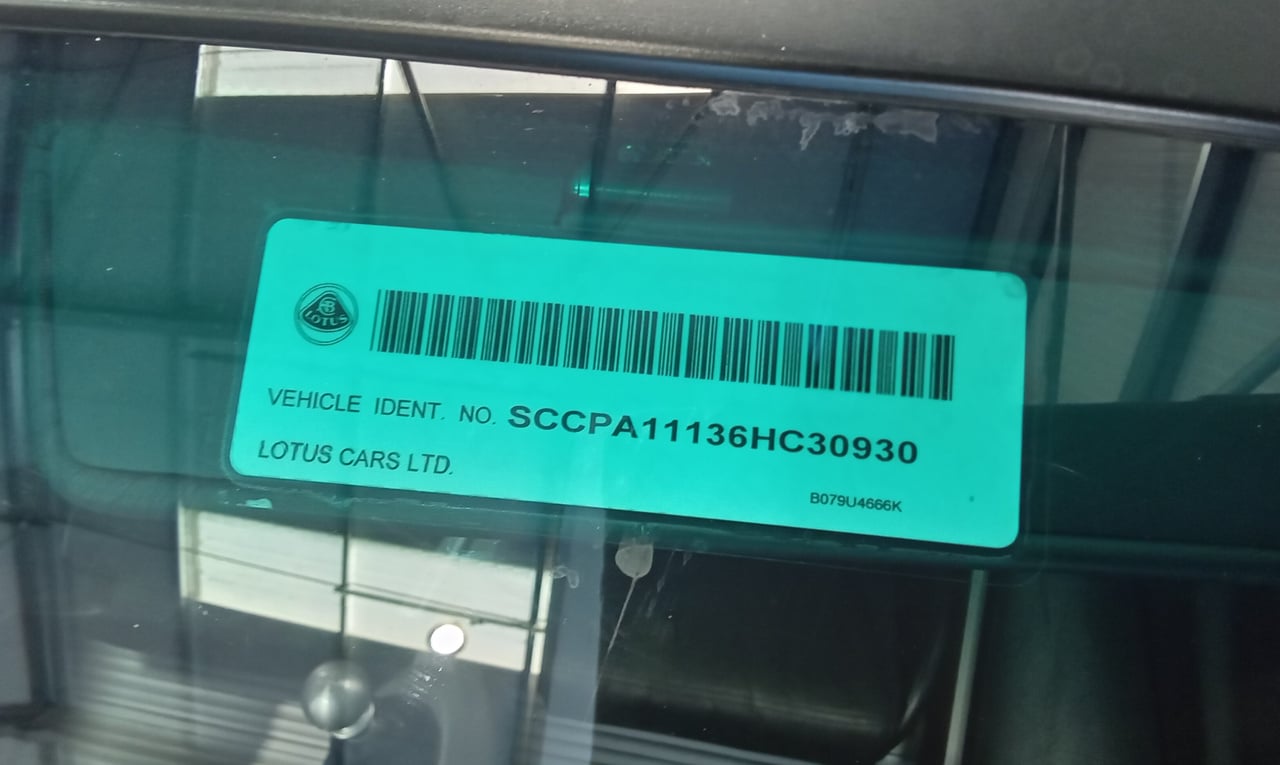 LOTUS
VEHICLE IDENT. NO. SCCPA11136HC30930
LOTUS CARS LTD.
B079U4666K